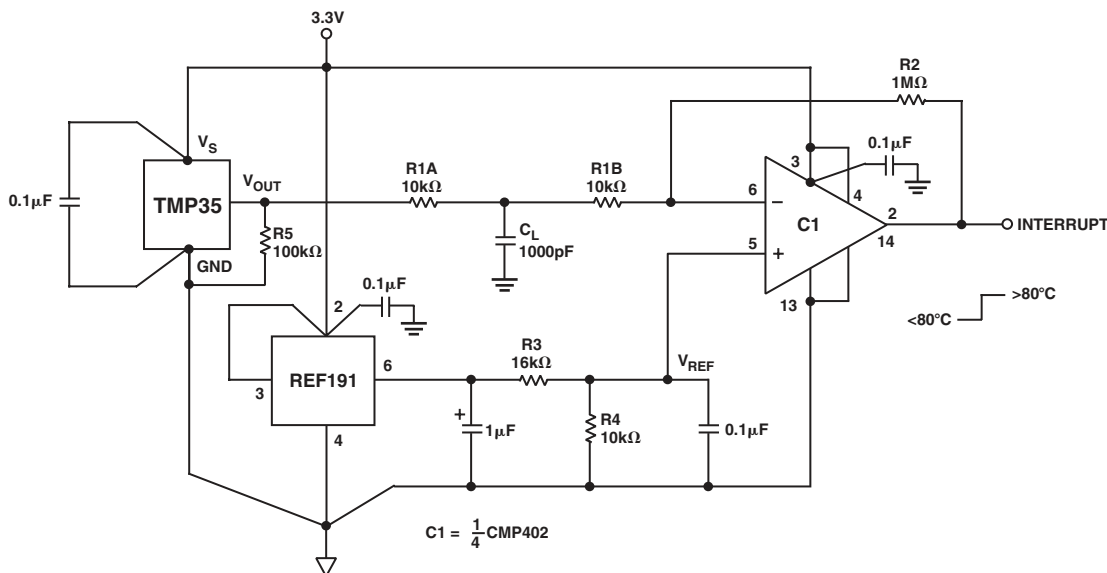 3.3V
R2
1MΩ
VS
0.1μF
3
0.1μF
VOUT
R1A
10kΩ
R1B
10kΩ
6
−
4
0.1μF
TMP35
C1
2
INTERRUPT
R5
100kΩ
CL
1000pF
5
+
14
GND
0.1μF
2
13
>80°C
<80°C
R3
16kΩ
VREF
6
REF191
3
+
1μF
R4
10kΩ
0.1μF
4
C1 = 1/4 CMP402